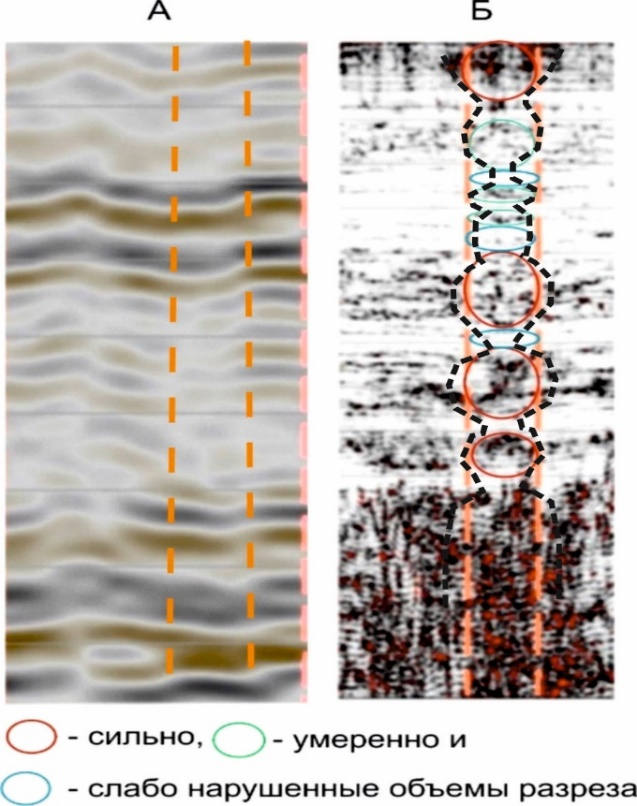 А Б
- сильно, - умеренно и
- слабо нарушенные объемы разреза